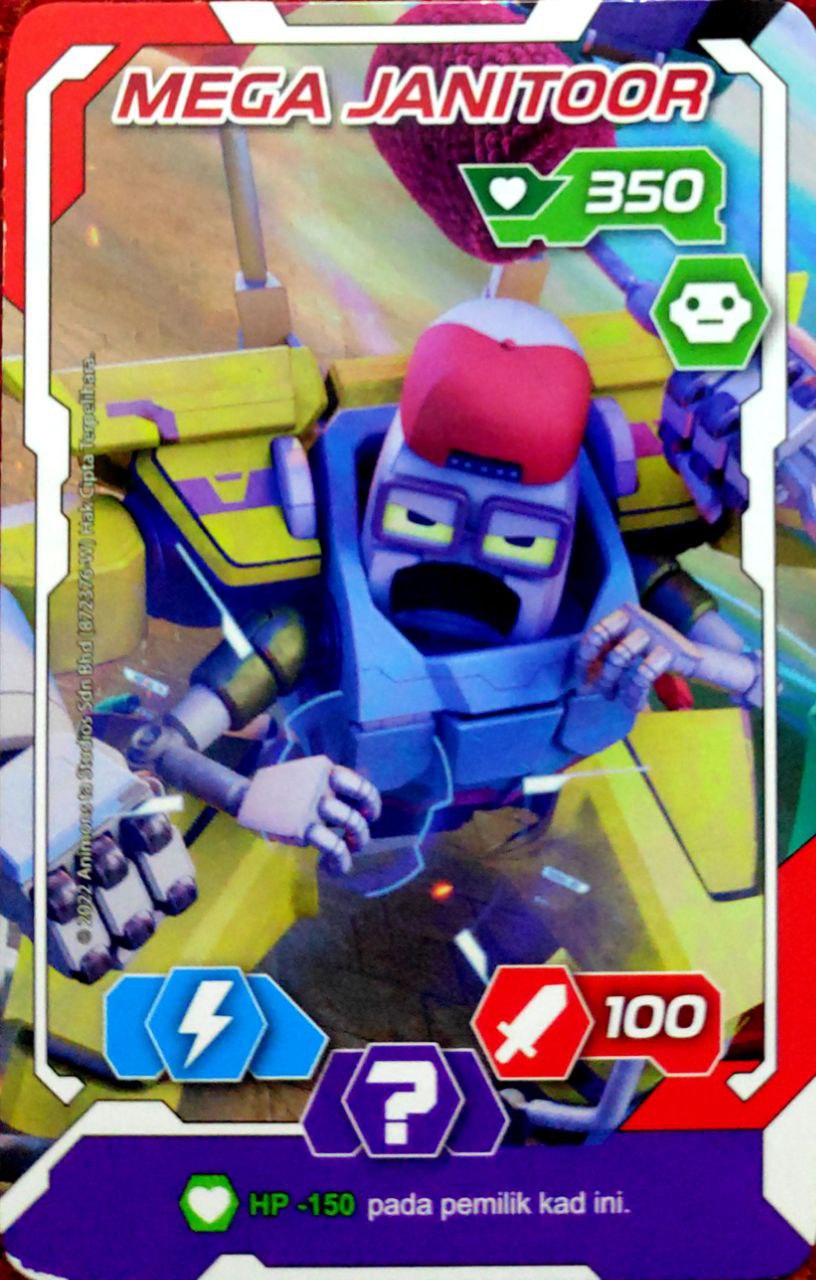 MEGA JANITOOR
350
© 2022 Animonsta Studios Sdn Bhd (872376-W) Hak Cipta Terpelihara.
100
?
HP -150 pada pemilik kad ini.